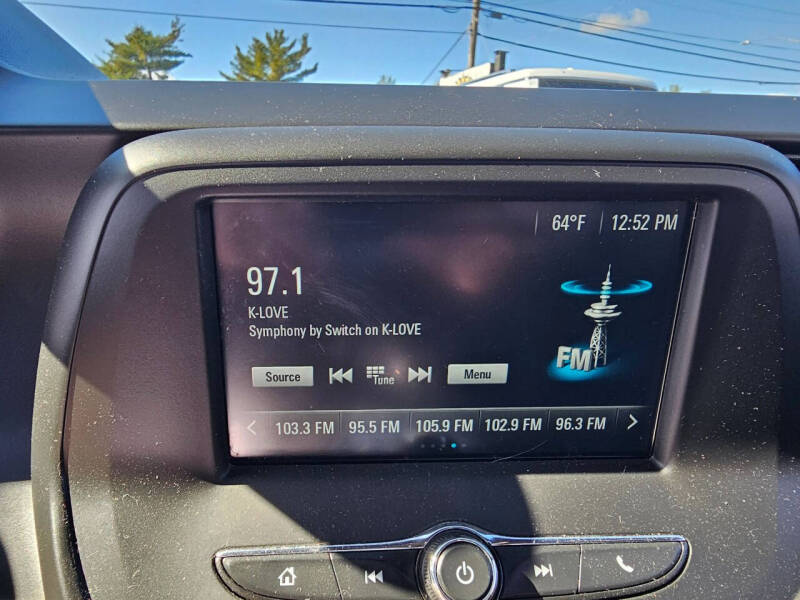 64°F 12:52 PM
97.1
K-LOVE
Symphony by Switch on K-LOVE
FM
Source Tune Menu
103.3 FM 95.5 FM 105.9 FM 102.9 FM 96.3 FM